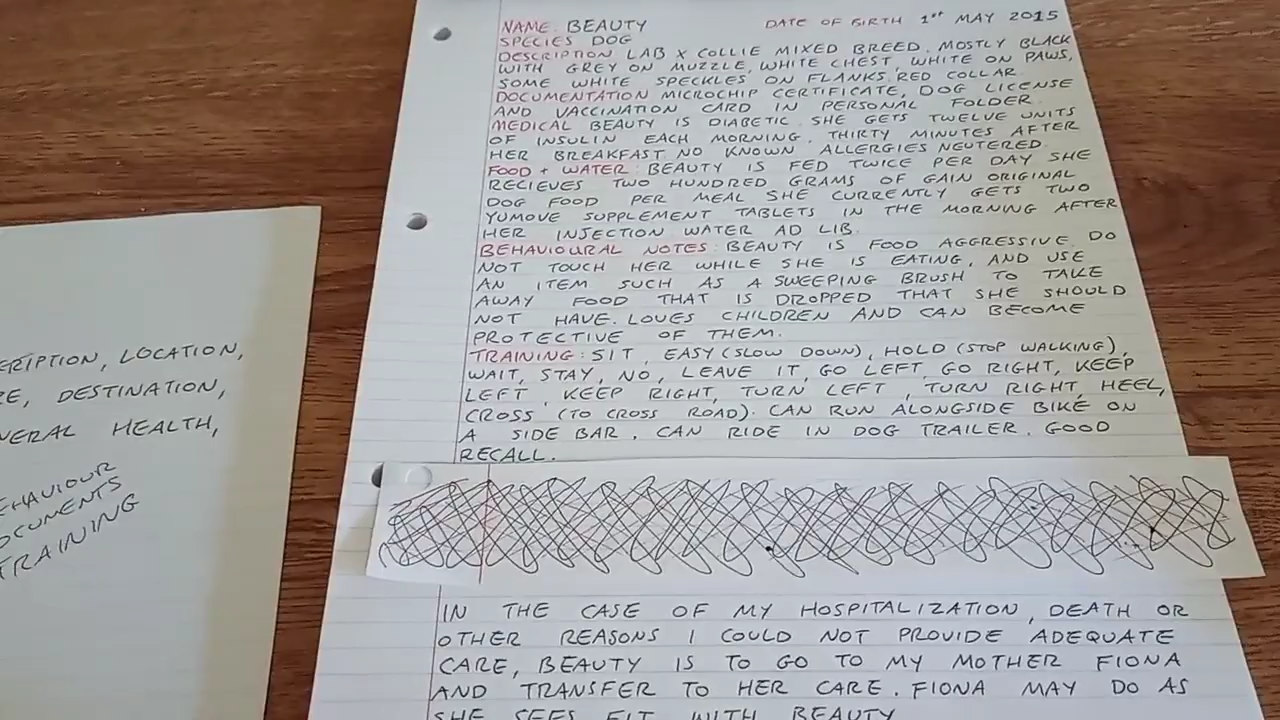 NAME: BEAUTY DATE OF BIRTH 1ST MAY 2015
SPECIES DOG
DESCRIPTION LAB X COLLIE MIXED BREED. MOSTLY BLACK
WITH GREY ON MUZZLE, WHITE CHEST, WHITE ON PAWS,
SOME WHITE SPECKLES ON FLANKS, RED COLLAR.
DOCUMENTATION MICROCHIP CERTIFICATE, DOG LICENSE
AND VACCINATION CARD IN PERSONAL FOLDER.
MEDICAL BEAUTY IS DIABETIC. SHE GETS TWELVE UNITS
OF INSULIN EACH MORNING. THIRTY MINUTES AFTER
HER BREAKFAST. NO KNOWN ALLERGIES NEUTERED.
FOOD + WATER: BEAUTY IS FED TWICE PER DAY SHE
RECIEVES TWO HUNDRED GRAMS OF GAIN ORIGINAL
DOG FOOD PER MEAL SHE CURRENTLY GETS TWO
YUMOVE SUPPLEMENT TABLETS IN THE MORNING AFTER
HER INJECTION WATER AD LIB.
BEHAVIOURAL NOTES: BEAUTY IS FOOD AGGRESSIVE. DO
NOT TOUCH HER WHILE SHE IS EATING, AND USE
AN ITEM SUCH AS A SWEEPING BRUSH TO TAKE
AWAY FOOD THAT IS DROPPED THAT SHE SHOULD
NOT HAVE. LOVES CHILDREN AND CAN BECOME
PROTECTIVE OF THEM.
TRAINING: SIT, EASY (SLOW DOWN), HOLD (STOP WALKING),
WAIT, STAY, NO, LEAVE IT, GO LEFT, GO RIGHT, KEEP
LEFT, KEEP RIGHT, TURN LEFT, TURN RIGHT, HEEL,
CROSS (TO CROSS ROAD). CAN RUN ALONGSIDE BIKE ON
A SIDE BAR, CAN RIDE IN DOG TRAILER. GOOD
RECALL.
IN THE CASE OF MY HOSPITALIZATION, DEATH OR
OTHER REASONS I COULD NOT PROVIDE ADEQUATE
CARE, BEAUTY IS TO GO TO MY MOTHER FIONA
AND TRANSFER TO HER CARE. FIONA MAY DO AS
SHE SEES FIT WITH BEAUTY
CRIPTION, LOCATION,
RE, DESTINATION,
NERAL HEALTH,
EHAVIOUR
OCUMENTS
TRAINING